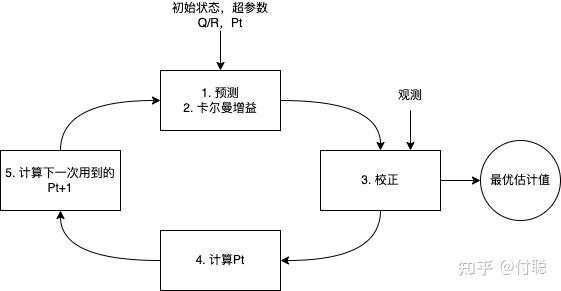 初始状态，超参数
Q/R，Pt
1. 预测
2. 卡尔曼增益
观测
3. 校正
最优估计值
4. 计算Pt
5. 计算下一次用到的
Pt+1
知乎 @付聪